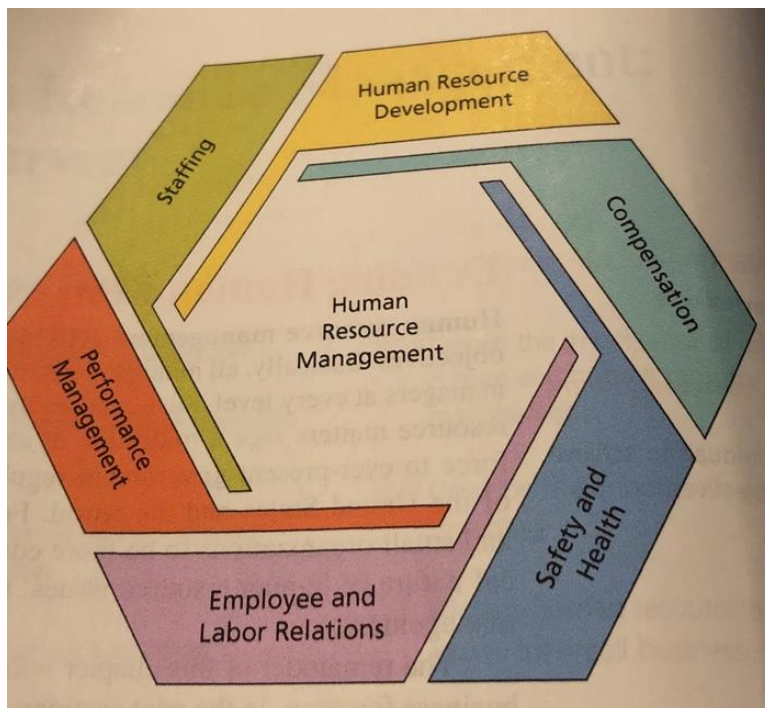 Human Resource
Development
Staffing
Compensation
Human
Resource
Management
Performance
Management
Safety and
Health
Employee and
Labor Relations